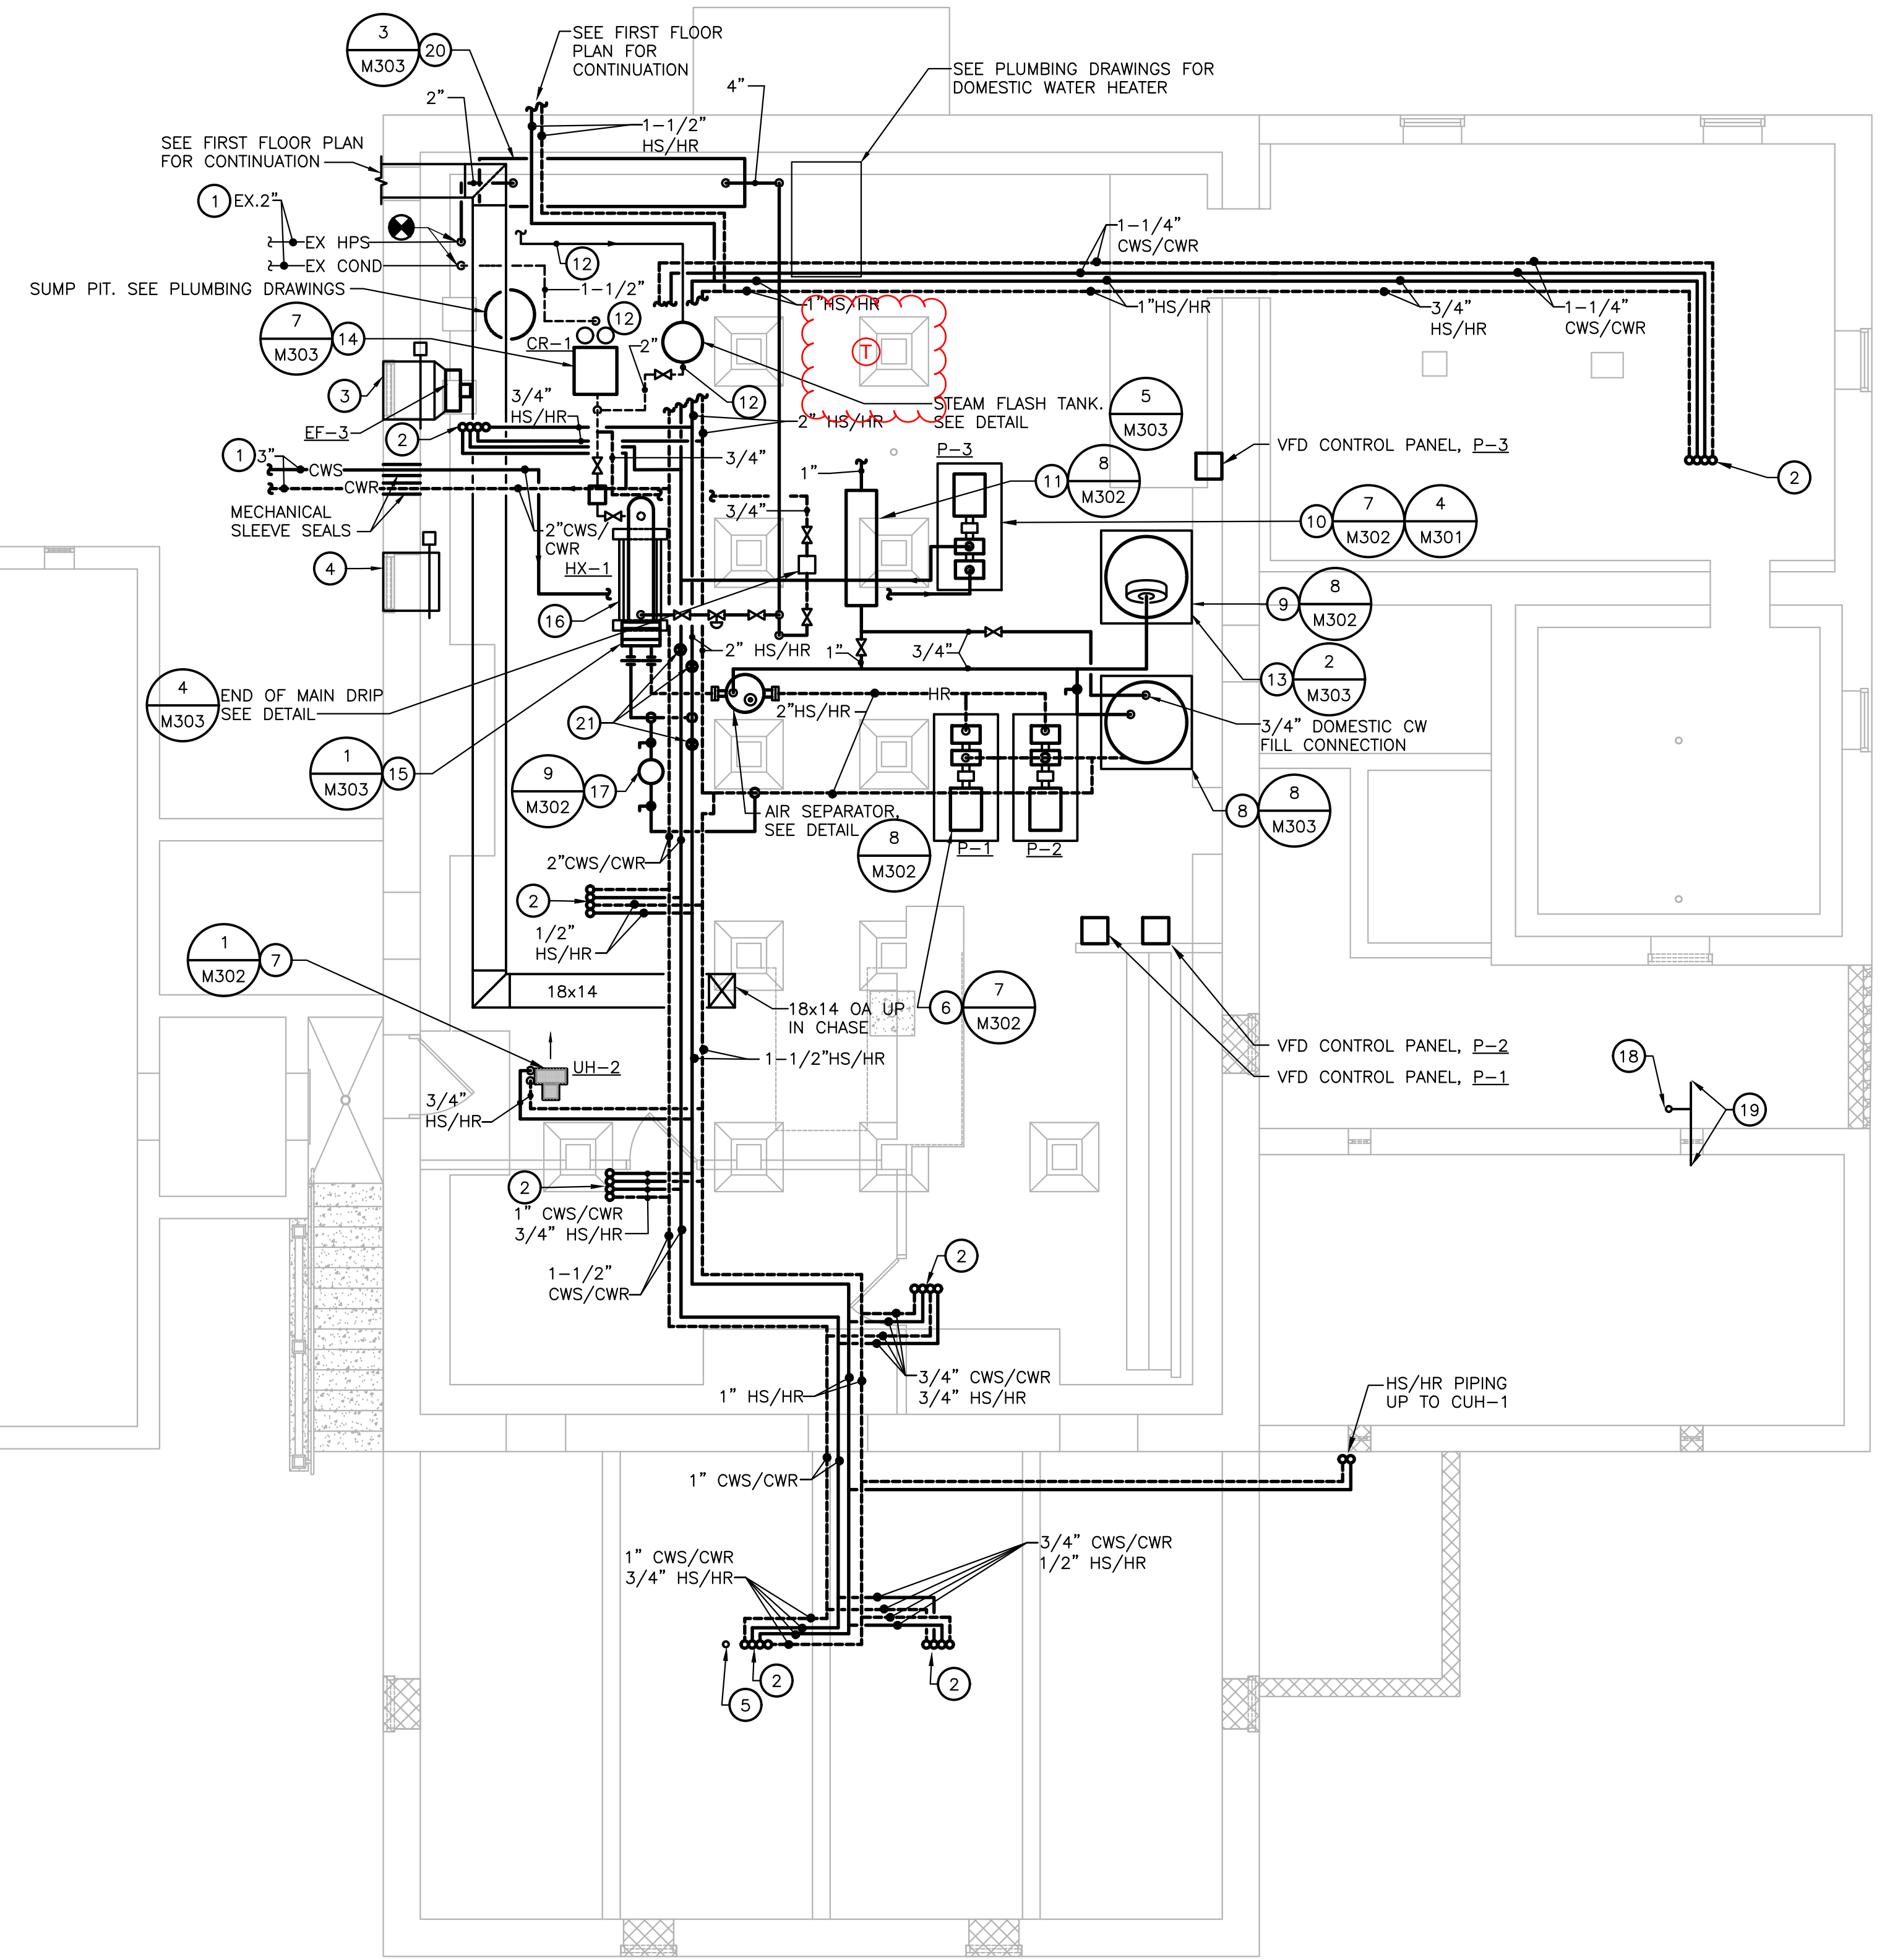 3
M303
20
SEE FIRST FLOOR
PLAN FOR
CONTINUATION
SEE PLUMBING DRAWINGS FOR
DOMESTIC WATER HEATER
2"
4"
1-1/2"
HS/HR
SEE FIRST FLOOR PLAN
FOR CONTINUATION
1
EX.2"
EX HPS
EX COND
12
1-1/4"
CWS/CWR
SUMP PIT. SEE PLUMBING DRAWINGS
1-1/2"
12
1"HS/HR
1"HS/HR
3/4"
HS/HR
1-1/4"
CWS/CWR
7
M303
14
CR-1
2"
T
3
3/4"
HS/HR
12
STEAM FLASH TANK.
SEE DETAIL
5
M303
EF-3
2
2" HS/HR
P-3
VFD CONTROL PANEL, P-3
1
3"
CWS
CWR
3/4"
1"
11
8
M302
2
MECHANICAL
SLEEVE SEALS
2"CWS/
CWR
3/4"
10
7
M302
4
M301
4
HX-1
16
9
8
M302
2" HS/HR
1"
3/4"
4
M303
END OF MAIN DRIP
SEE DETAIL
13
2
M303
HR
2"HS/HR
21
3/4" DOMESTIC CW
FILL CONNECTION
1
M303
15
9
M302
17
AIR SEPARATOR,
SEE DETAIL
8
8
M303
8
M302
P-1
P-2
2"CWS/CWR
2
1/2"
HS/HR
1
M302
7
18x14
18x14 OA UP
IN CHASE
6
7
M302
1-1/2"HS/HR
UH-2
VFD CONTROL PANEL, P-2
VFD CONTROL PANEL, P-1
18
19
3/4"
HS/HR
2
1" CWS/CWR
3/4" HS/HR
1-1/2"
CWS/CWR
2
1" HS/HR
3/4" CWS/CWR
3/4" HS/HR
HS/HR PIPING
UP TO CUH-1
1" CWS/CWR
1" CWS/CWR
3/4" HS/HR
3/4" CWS/CWR
1/2" HS/HR
2
5
2